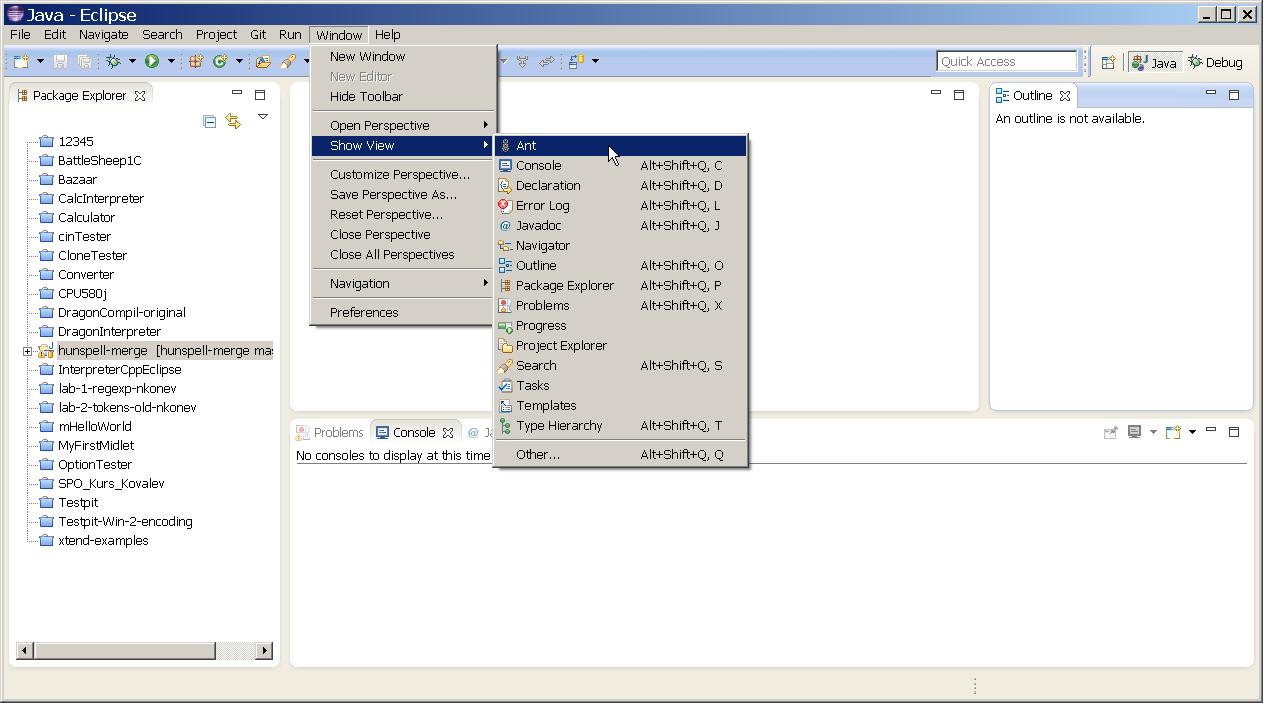 Java - Eclipse
File Edit Navigate Search Project Git Run Window Help
Quick Access
Java
Debug
Package Explorer
12345
BattleSheep1C
Bazaar
CalcInterpreter
Calculator
cinTester
CloneTester
Converter
CPU580j
DragonCompil-original
DragonInterpreter
hunspell-merge [hunspell-merge mas
InterpreterCppEclipse
lab-1-regexp-nkonev
lab-2-tokens-old-nkonev
mHelloWorld
MyFirstMidlet
OptionTester
SPO_Kurs_Kovalev
Testpit
Testpit-Win-2-encoding
xtend-examples
New Window
New Editor
Hide Toolbar
Open Perspective
Show View
Customize Perspective...
Save Perspective As...
Reset Perspective...
Close Perspective
Close All Perspectives
Navigation
Preferences
Ant
Console Alt+Shift+Q, C
Declaration Alt+Shift+Q, D
Error Log Alt+Shift+Q, L
Javadoc Alt+Shift+Q, J
Navigator
Outline Alt+Shift+Q, O
Package Explorer Alt+Shift+Q, P
Problems Alt+Shift+Q, X
Progress
Project Explorer
Search Alt+Shift+Q, S
Tasks
Templates
Type Hierarchy Alt+Shift+Q, T
Other... Alt+Shift+Q, Q
Outline
An outline is not available.
Problems Console
No consoles to display at this time